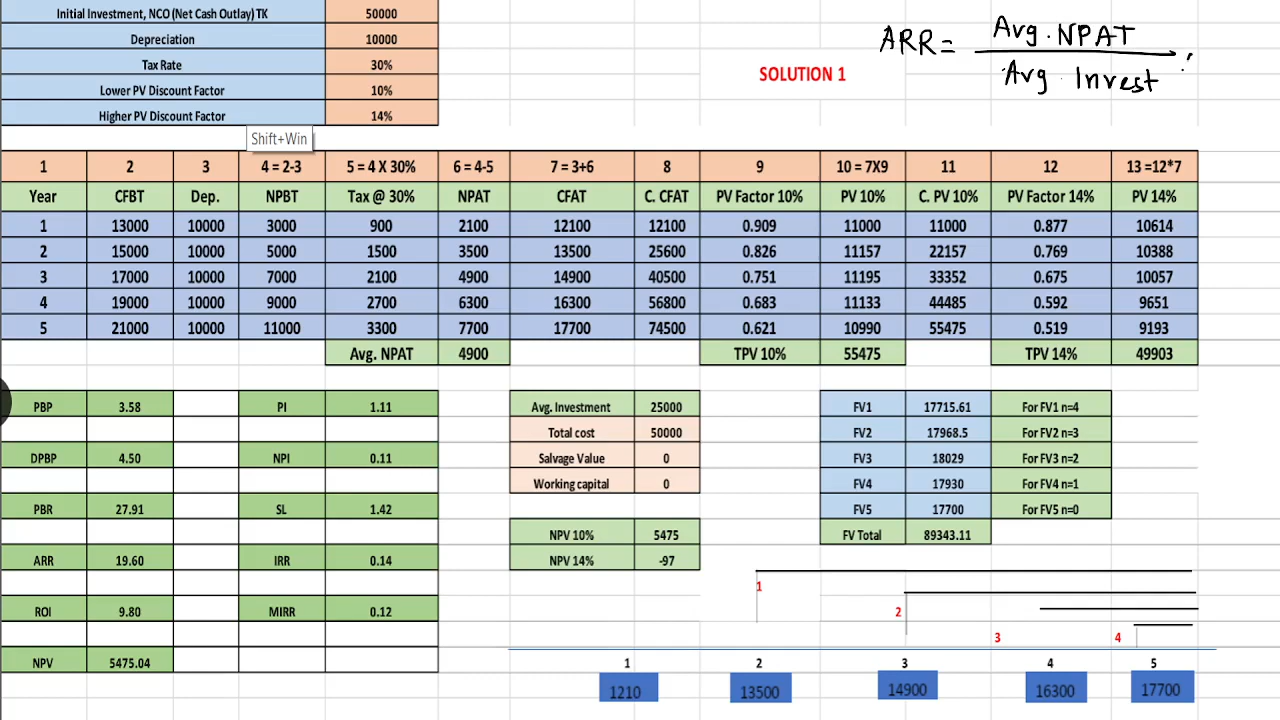 Initial Investment, NCO (Net Cash Outlay) TK 50000
Depreciation 10000
Tax Rate 30%
Lower PV Discount Factor 10%
Higher PV Discount Factor 14%
Shift+Win
SOLUTION 1
ARR= Avg. NPAT
Avg. Invest
1 2 3 4 = 2-3 5 = 4 X 30% 6 = 4-5 7 = 3+6 8 9 10 = 7X9 11 12 13 =12*7
Year CFBT Dep. NPBT Tax @ 30% NPAT CFAT C. CFAT PV Factor 10% PV 10% C. PV 10% PV Factor 14% PV 14%
1 13000 10000 3000 900 2100 12100 12100 0.909 11000 11000 0.877 10614
2 15000 10000 5000 1500 3500 13500 25600 0.826 11157 22157 0.769 10388
3 17000 10000 7000 2100 4900 14900 40500 0.751 11195 33352 0.675 10057
4 19000 10000 9000 2700 6300 16300 56800 0.683 11133 44485 0.592 9651
5 21000 10000 11000 3300 7700 17700 74500 0.621 10990 55475 0.519 9193
Avg. NPAT 4900 TPV 10% 55475 TPV 14% 49903
PBP 3.58 PI 1.11 Avg. Investment 25000 FV1 17715.61 For FV1 n=4
Total cost 50000 FV2 17968.5 For FV2 n=3
DPBP 4.50 NPI 0.11 Salvage Value 0 FV3 18029 For FV3 n=2
Working capital 0 FV4 17930 For FV4 n=1
PBR 27.91 SL 1.42 FV5 17700 For FV5 n=0
NPV 10% 5475 FV Total 89343.11
ARR 19.60 IRR 0.14 NPV 14% -97
1
ROI 9.80 MIRR 0.12 2
3 4
NPV 5475.04 1 2 3 4 5
1210 13500 14900 16300 17700